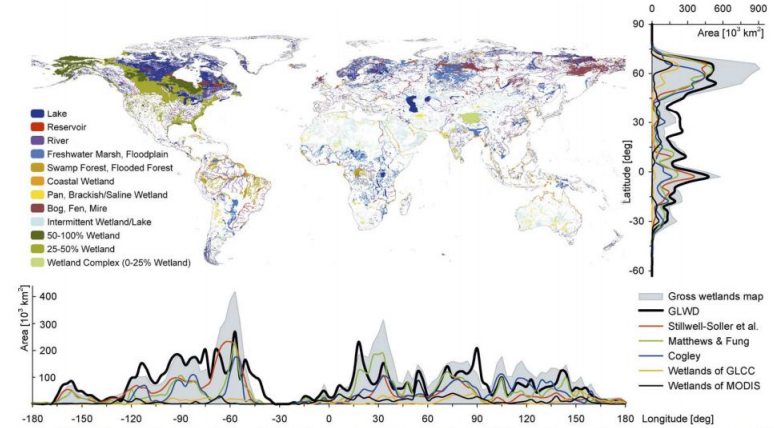 0 300 600 900
Area [10³ km²]
90
60
30
0
-30
-60
Latitude [deg]
Lake
Reservoir
River
Freshwater Marsh, Floodplain
Swamp Forest, Flooded Forest
Coastal Wetland
Pan, Brackish/Saline Wetland
Bog, Fen, Mire
Intermittent Wetland/Lake
50-100% Wetland
25-50% Wetland
Wetland Complex (0-25% Wetland)
Area [10³ km²]
400
300
200
100
0
-180 -150 -120 -90 -60 -30 0 30 60 90 120 150 180 Longitude [deg]
Gross wetlands map
GLWD
Stillwell-Soller et al.
Matthews & Fung
Cogley
Wetlands of GLCC
Wetlands of MODIS